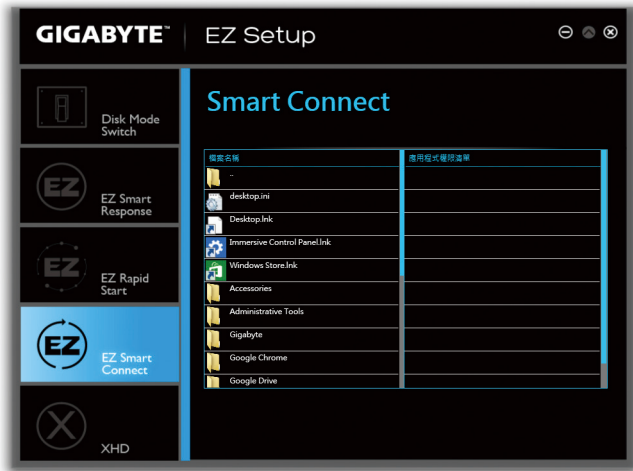 GIGABYTE™
EZ Setup
Disk Mode
Switch
EZ
EZ Smart
Response
EZ
EZ Rapid
Start
EZ
EZ Smart
Connect
X
XHD
Smart Connect
檔案名稱
應用程式權限清單
..
desktop.ini
Desktop.lnk
Immersive Control Panel.lnk
Windows Store.lnk
Accessories
Administrative Tools
Gigabyte
Google Chrome
Google Drive